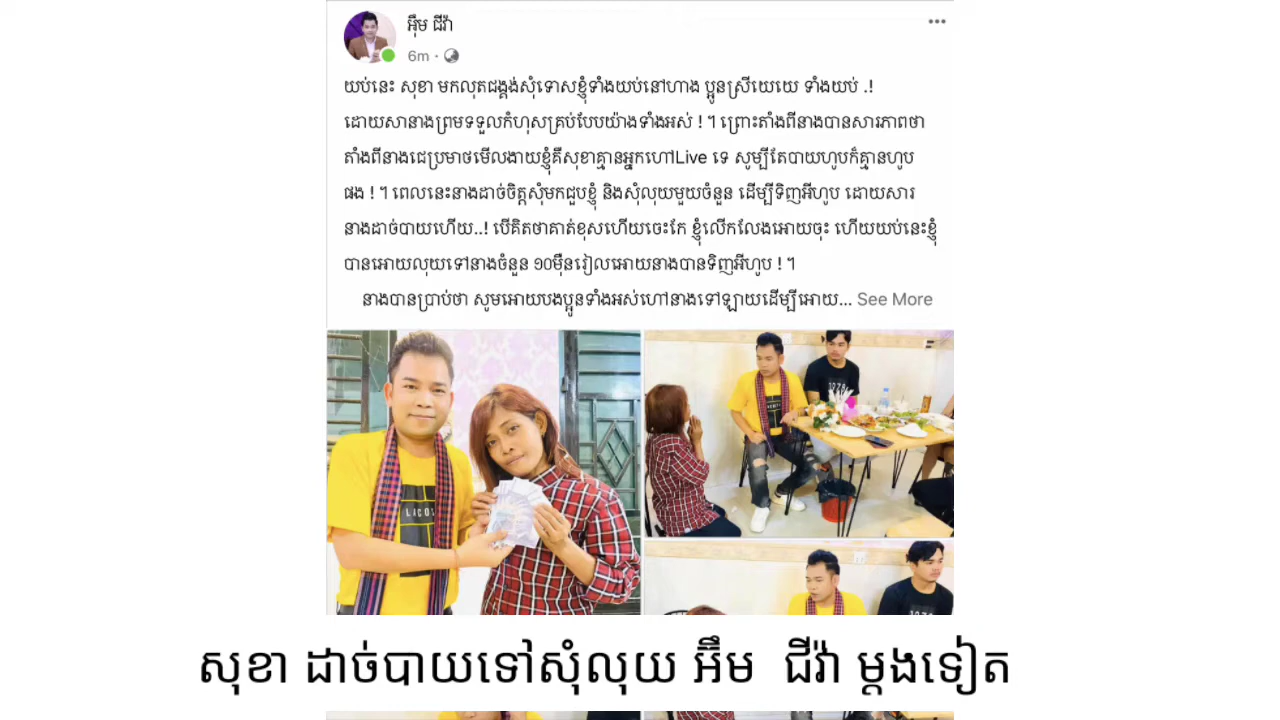 អ៊ឹម ជីវ៉ា
6m ·
យប់នេះ សុខា មកលុតជង្គង់សុំទោសខ្ញុំទាំងយប់នៅហាង ប្អូនស្រីយេយេ ទាំងយប់ .!
ដោយសានាងព្រមទទួលកំហុសគ្រប់បែបយ៉ាងទាំងអស់ ! ។ ព្រោះតាំងពីនាងបានសារភាពថា
តាំងពីនាងជេប្រមាថមើលងាយខ្ញុំគឺសុខាគ្មានអ្នកហៅLive ទេ សូម្បីតែបាយហូបក៏គ្មានហូប
ផង ! ។ ពេលនេះនាងដាច់ចិត្តសុំមកជួបខ្ញុំ និងសុំលុយមួយចំនួន ដើម្បីទិញអីហូប ដោយសារ
នាងដាច់បាយហើយ..! បើគិតថាគាត់ខុសហើយចេះកែ ខ្ញុំលើកលែងអោយចុះ ហើយយប់នេះខ្ញុំ
បានអោយលុយទៅនាងចំនួន ១០ម៉ឺនរៀលអោយនាងបានទិញអីហូប ! ។
នាងបានប្រាប់ថា សូមអោយបងប្អូនទាំងអស់ហៅនាងទៅឡាយដើម្បីអោយ... See More
សុខា ដាច់បាយទៅសុំលុយ អ៊ឹម ជីវ៉ា ម្តងទៀត